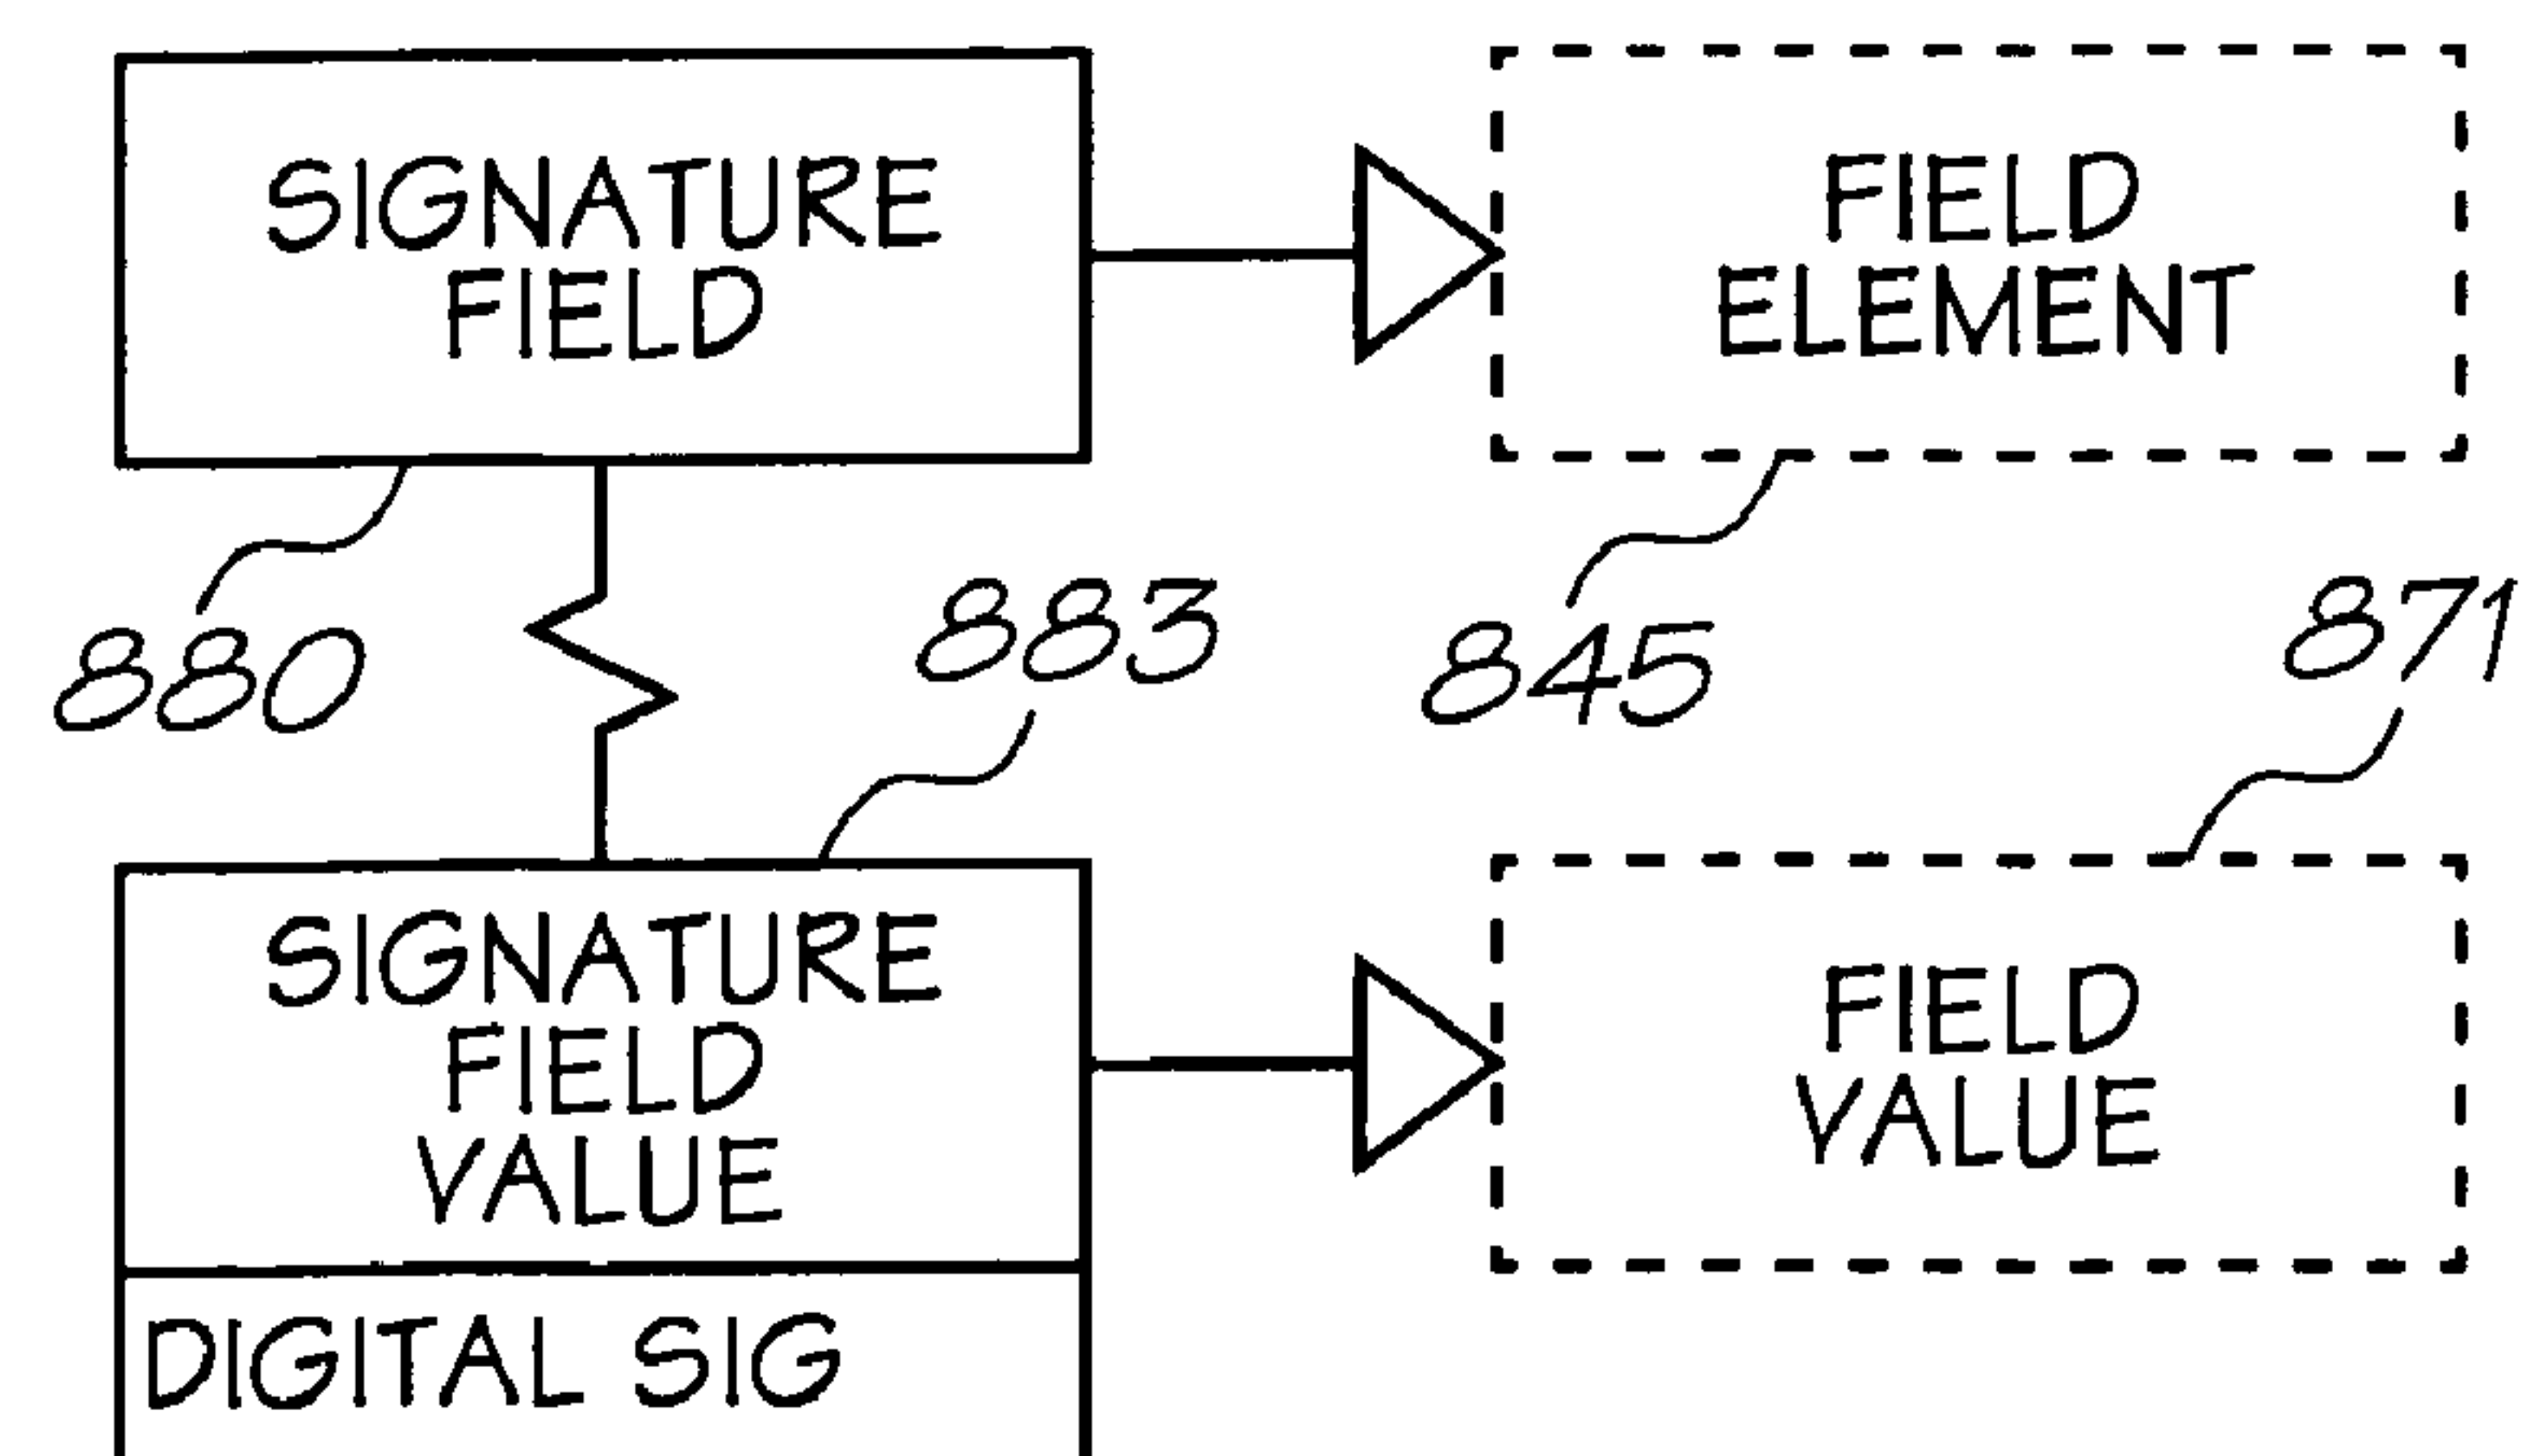 SIGNATURE
FIELD
FIELD
ELEMENT
880
883
845
871
SIGNATURE
FIELD
VALUE
FIELD
VALUE
DIGITAL SIG